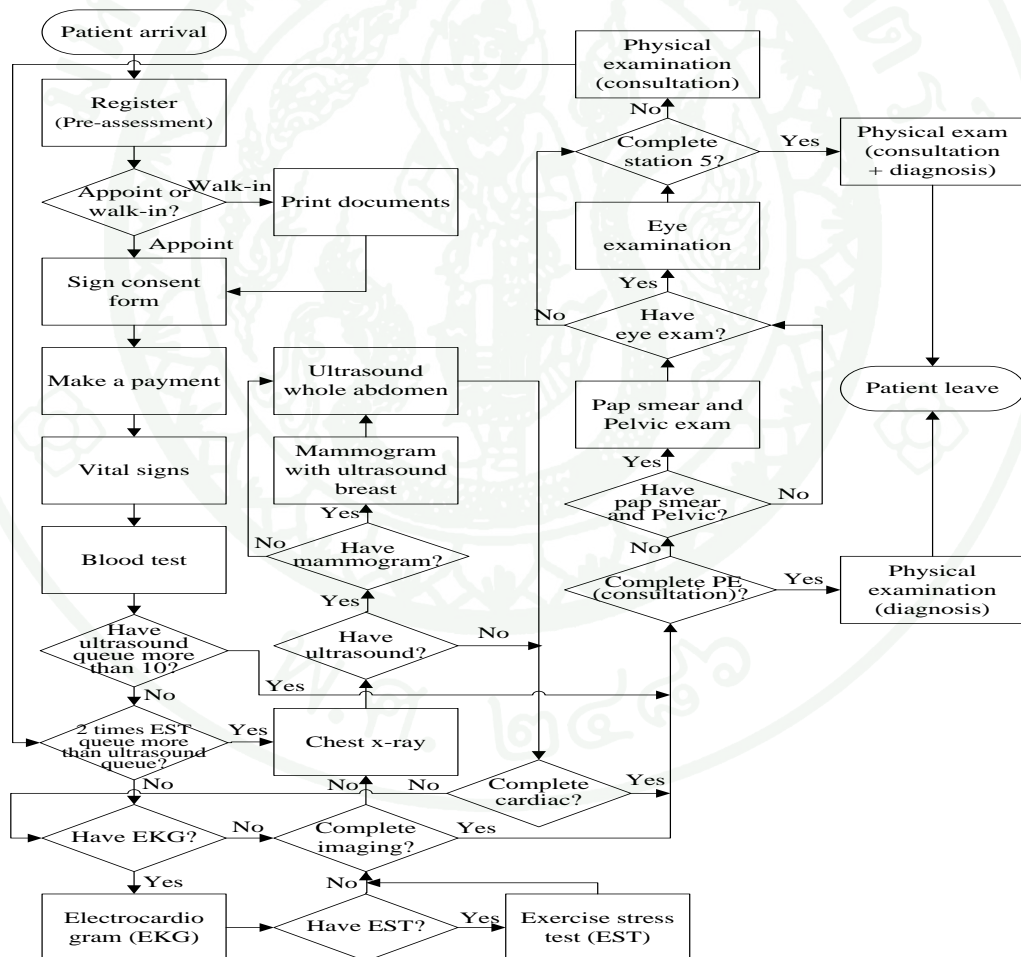 Patient arrival
Register
(Pre-assessment)
Appoint or
walk-in?
Walk-in
Print documents
Appoint
Sign consent
form
Make a payment
Vital signs
Blood test
Have
ultrasound
queue more
than 10?
Yes
No
2 times EST
queue more
than ultrasound
queue?
Yes
No
Have EKG?
No
Yes
Electrocardio
gram (EKG)
Have EST?
Yes
No
Exercise stress
test (EST)
Complete
imaging?
Yes
No
Chest x-ray
Have
ultrasound?
No
Yes
Have
mammogram?
No
Yes
Mammogram
with ultrasound
breast
Ultrasound
whole abdomen
Complete
cardiac?
No
Yes
Complete PE
(consultation)?
Yes
No
Physical
examination
(diagnosis)
Have
pap smear
and Pelvic?
No
Yes
Pap smear and
Pelvic exam
Have
eye exam?
No
Yes
Eye
examination
Complete
station 5?
No
Yes
Physical
examination
(consultation)
Physical exam
(consultation
+ diagnosis)
Patient leave
๒๔๘๖